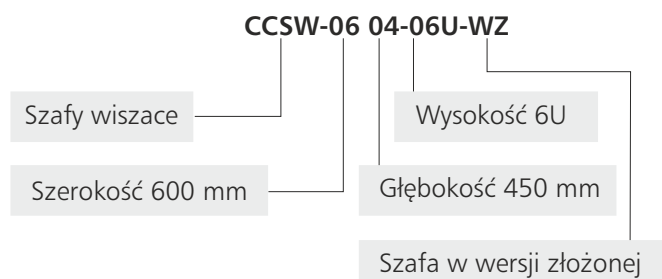 CCSW-06 04-06U-WZ
Szafy wiszace
Wysokość 6U
Szerokość 600 mm
Głębokość 450 mm
Szafa w wersji złożonej